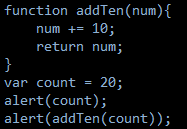 function addTen(num){
    num += 10;
    return num;
}
var count = 20;
alert(count);
alert(addTen(count));